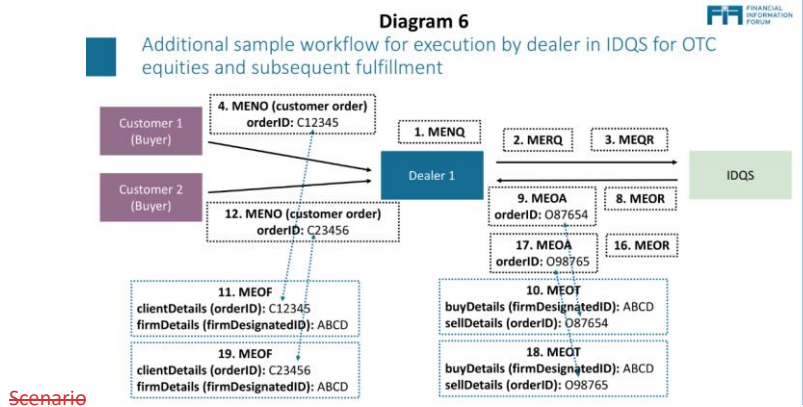 Diagram 6
FINANCIAL
INFORMATION
FORUM
Additional sample workflow for execution by dealer in IDQS for OTC
equities and subsequent fulfillment
4. MENO (customer order)
orderID: C12345
Customer 1
(Buyer)
1. MENQ
2. MERQ
3. MEQR
Dealer 1
IDQS
Customer 2
(Buyer)
9. MEOA
orderID: O87654
8. MEOR
12. MENO (customer order)
orderID: C23456
17. MEOA
orderID: O98765
16. MEOR
11. MEOF
clientDetails (orderID): C12345
firmDetails (firmDesignatedID): ABCD
10. MEOT
buyDetails (firmDesignatedID): ABCD
sellDetails (orderID): O87654
19. MEOF
clientDetails (orderID): C23456
firmDetails (firmDesignatedID): ABCD
18. MEOT
buyDetails (firmDesignatedID): ABCD
sellDetails (orderID): O98765
Scenario